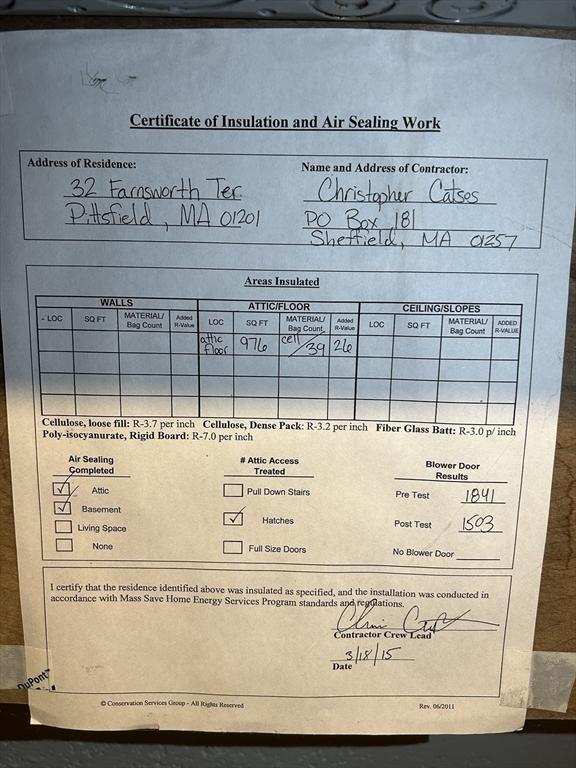 Certificate of Insulation and Air Sealing Work
Address of Residence:
32 Farnsworth Ter
Pittsfield, MA 01201
Name and Address of Contractor:
Christopher Catsos
PO Box 181
Sheffield, MA 01257
Areas Insulated
WALLS ATTIC/FLOOR CEILING/SLOPES
LOC SQ FT MATERIAL/ Bag Count Added R-Value LOC SQ FT MATERIAL/ Bag Count Added R-Value LOC SQ FT MATERIAL/ Bag Count ADDED R-VALUE
attic floor 976 cell/39 26
Cellulose, loose fill: R-3.7 per inch Cellulose, Dense Pack: R-3.2 per inch Fiber Glass Batt: R-3.0 p/ inch
Poly-isocyanurate, Rigid Board: R-7.0 per inch
Air Sealing
Completed
✓ Attic
✓ Basement
Living Space
None
# Attic Access
Treated
Pull Down Stairs
✓ Hatches
Full Size Doors
Blower Door
Results
Pre Test 1841
Post Test 1503
No Blower Door
I certify that the residence identified above was insulated as specified, and the installation was conducted in
accordance with Mass Save Home Energy Services Program standards and regulations.
Contractor Crew Lead
3/18/15
Date
DuPont™
© Conservation Services Group - All Rights Reserved
Rev. 06/2011